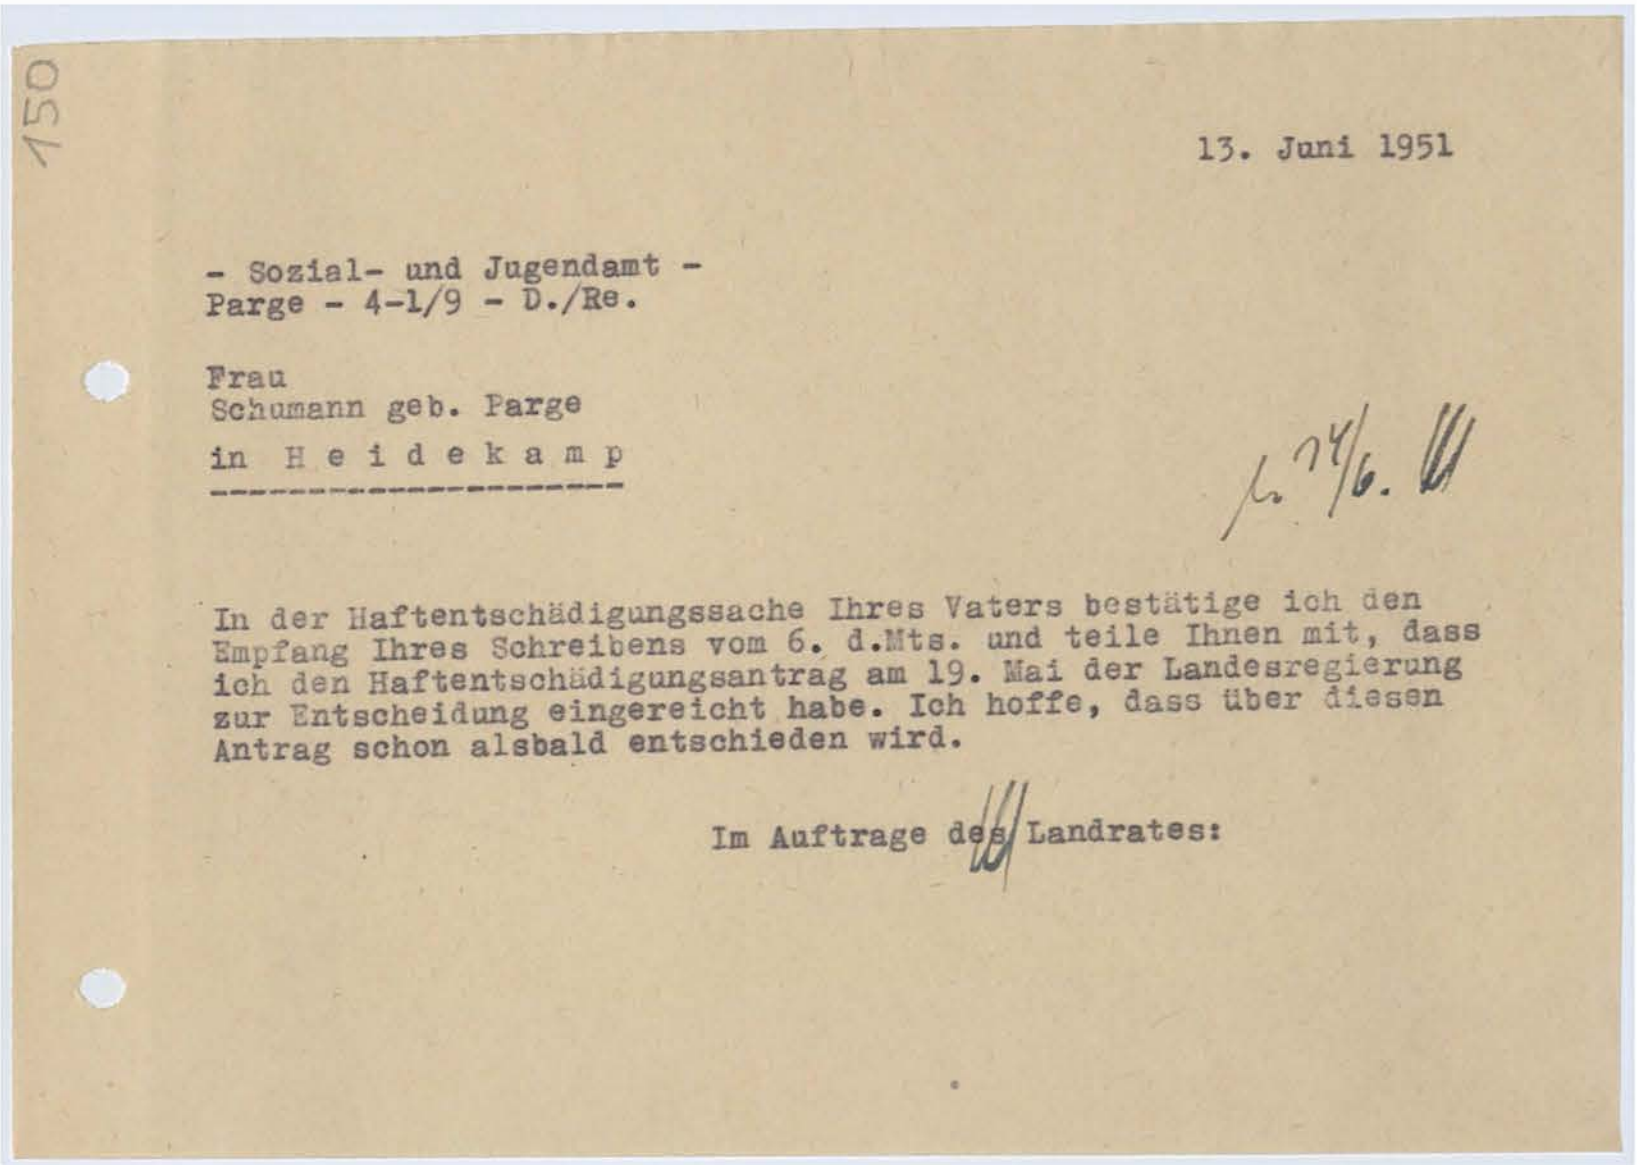 150
13. Juni 1951
- Sozial- und Jugendamt -
Parge - 4-1/9 - D./Re.
Frau
Schumann geb. Parge
in H e i d e k a m p
14/6.
In der Haftentschädigungssache Ihres Vaters bestätige ich den
Empfang Ihres Schreibens vom 6. d.Mts. und teile Ihnen mit, dass
ich den Haftentschädigungsantrag am 19. Mai der Landesregierung
zur Entscheidung eingereicht habe. Ich hoffe, dass über diesen
Antrag schon alsbald entschieden wird.
Im Auftrage des Landrates: